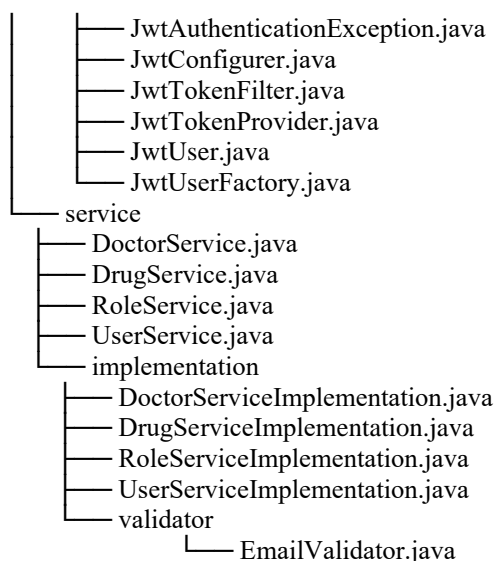 JwtAuthenticationException.java
JwtConfigurer.java
JwtTokenFilter.java
JwtTokenProvider.java
JwtUser.java
JwtUserFactory.java
service
DoctorService.java
DrugService.java
RoleService.java
UserService.java
implementation
DoctorServiceImplementation.java
DrugServiceImplementation.java
RoleServiceImplementation.java
UserServiceImplementation.java
validator
EmailValidator.java